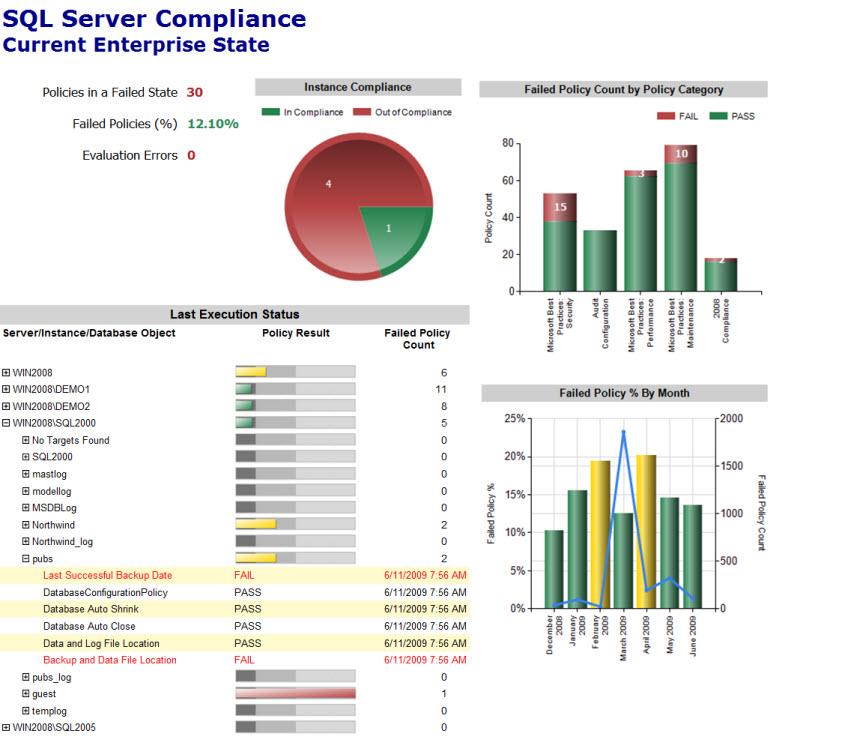 SQL Server Compliance
Current Enterprise State
Policies in a Failed State 30
Failed Policies (%) 12.10%
Evaluation Errors 0
Instance Compliance
In Compliance Out of Compliance
4
1
Failed Policy Count by Policy Category
FAIL PASS
Policy Count
80
60
40
20
0
15
3
10
2
Microsoft Best Practices: Security
Audit Configuration
Microsoft Best Practices: Performance
Microsoft Best Practices: Maintenance
2008 Compliance
Last Execution Status
Server/Instance/Database Object Policy Result Failed Policy Count
WIN2008 6
WIN2008\DEMO1 11
WIN2008\DEMO2 8
WIN2008\SQL2000 5
No Targets Found 0
SQL2000 0
mastlog 0
modellog 0
MSDBLog 0
Northwind 2
Northwind_log 0
pubs 2
Last Successful Backup Date FAIL 6/11/2009 7:56 AM
DatabaseConfigurationPolicy PASS 6/11/2009 7:56 AM
Database Auto Shrink PASS 6/11/2009 7:56 AM
Database Auto Close PASS 6/11/2009 7:56 AM
Data and Log File Location PASS 6/11/2009 7:56 AM
Backup and Data File Location FAIL 6/11/2009 7:56 AM
pubs_log 0
guest 1
templog 0
WIN2008\SQL2005 0
Failed Policy % By Month
Failed Policy %
25%
20%
15%
10%
5%
0%
2000
1500
1000
500
0
Failed Policy Count
December 2008
January 2009
February 2009
March 2009
April 2009
May 2009
June 2009